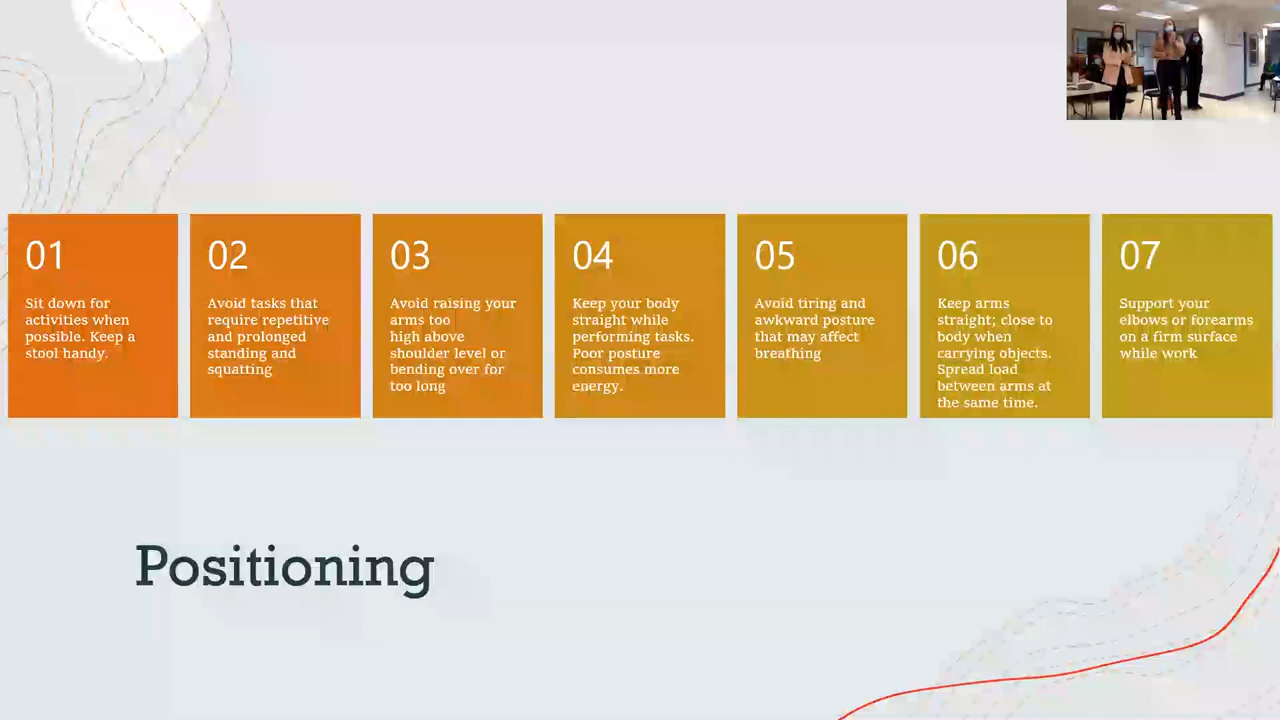 01
Sit down for
activities when
possible. Keep a
stool handy.
02
Avoid tasks that
require repetitive
and prolonged
standing and
squatting
03
Avoid raising your
arms too
high above
shoulder level or
bending over for
too long
04
Keep your body
straight while
performing tasks.
Poor posture
consumes more
energy.
05
Avoid tiring and
awkward posture
that may affect
breathing
06
Keep arms
straight; close to
body when
carrying objects.
Spread load
between arms at
the same time.
07
Support your
elbows or forearms
on a firm surface
while work
Positioning